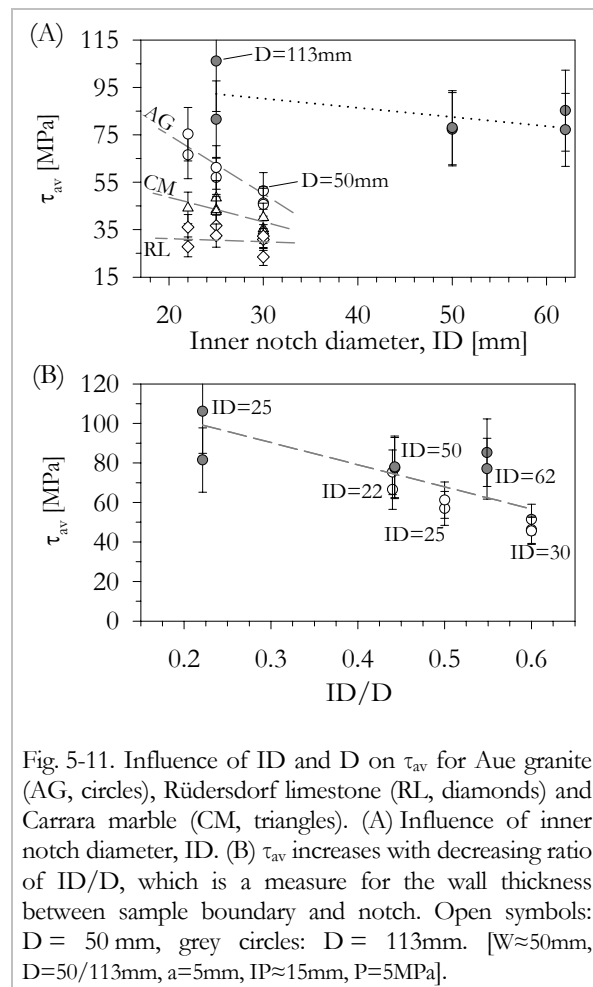 (A)
115
95
75
55
35
15
τav [MPa]
D=113mm
AG
CM
RL
D=50mm
20 30 40 50 60
Inner notch diameter, ID [mm]
(B)
120
100
80
60
40
20
0
τav [MPa]
ID=25
ID=50
ID=62
ID=22
ID=25
ID=30
0.2 0.3 0.4 0.5 0.6
ID/D
Fig. 5-11. Influence of ID and D on τav for Aue granite
(AG, circles), Rüdersdorf limestone (RL, diamonds) and
Carrara marble (CM, triangles). (A) Influence of inner
notch diameter, ID. (B) τav increases with decreasing ratio
of ID/D, which is a measure for the wall thickness
between sample boundary and notch. Open symbols:
D = 50 mm, grey circles: D = 113mm. [W≈50mm,
D=50/113mm, a=5mm, IP≈15mm, P=5MPa].